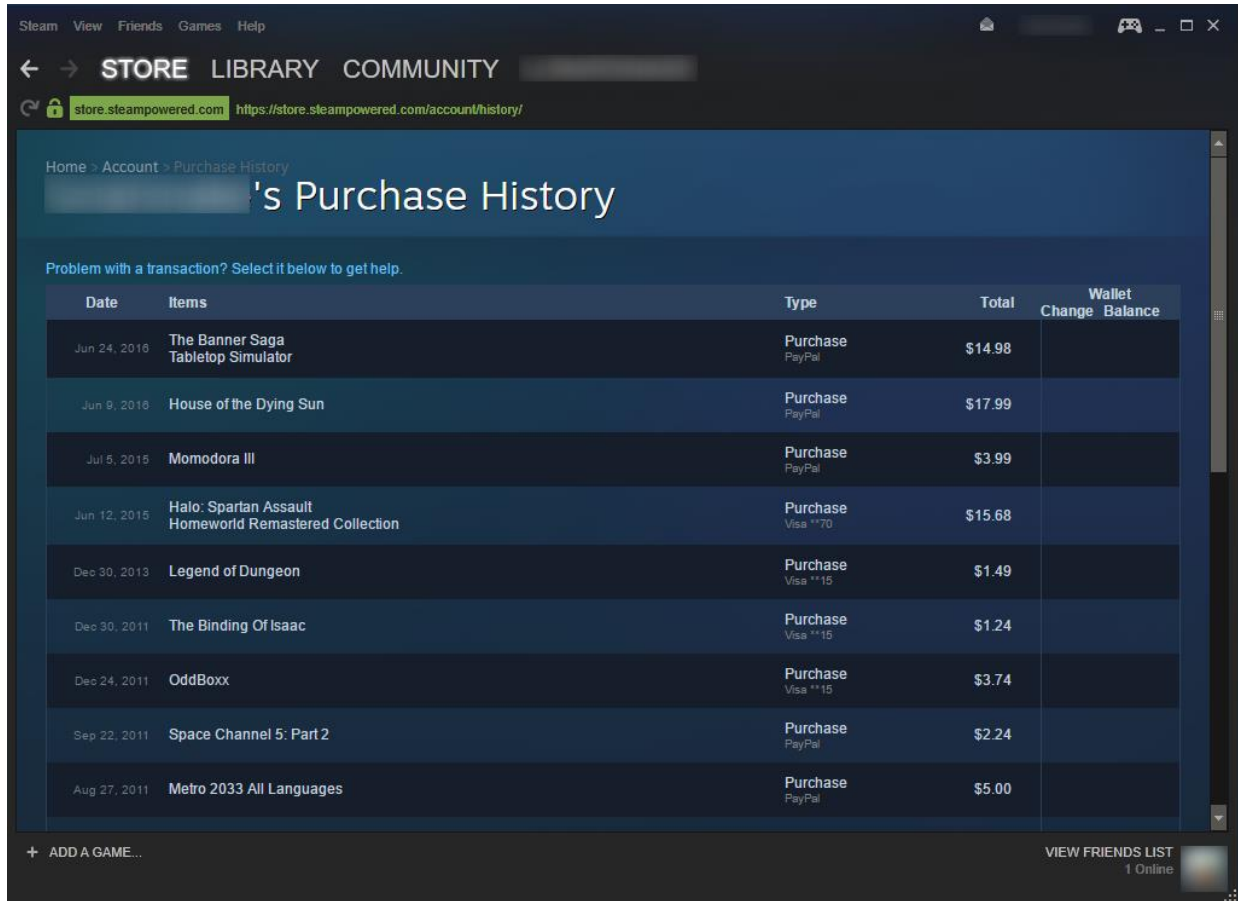 Steam View Friends Games Help
STORE LIBRARY COMMUNITY
store.steampowered.com https://store.steampowered.com/account/history/
Home > Account > Purchase History
's Purchase History
Problem with a transaction? Select it below to get help.
Date Items Type Total Wallet
Change Balance
Jun 24, 2016 The Banner Saga Purchase $14.98
Tabletop Simulator PayPal
Jun 9, 2016 House of the Dying Sun Purchase $17.99
PayPal
Jul 5, 2015 Momodora III Purchase $3.99
PayPal
Jun 12, 2015 Halo: Spartan Assault Purchase $15.68
Homeworld Remastered Collection Visa **70
Dec 30, 2013 Legend of Dungeon Purchase $1.49
Visa **15
Dec 30, 2011 The Binding Of Isaac Purchase $1.24
Visa **15
Dec 24, 2011 OddBoxx Purchase $3.74
Visa **15
Sep 22, 2011 Space Channel 5: Part 2 Purchase $2.24
PayPal
Aug 27, 2011 Metro 2033 All Languages Purchase $5.00
PayPal
+ ADD A GAME... VIEW FRIENDS LIST
1 Online